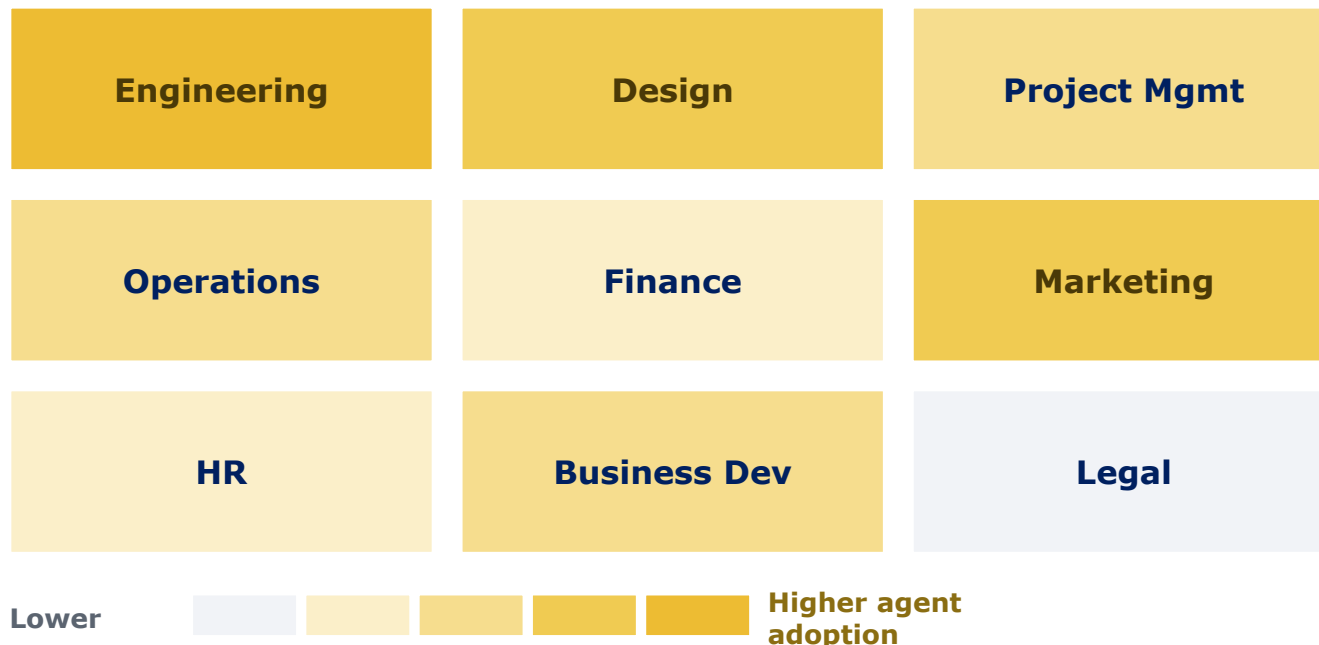 Engineering
Design
Project Mgmt
Operations
Finance
Marketing
HR
Business Dev
Legal
Lower
Higher agent
adoption